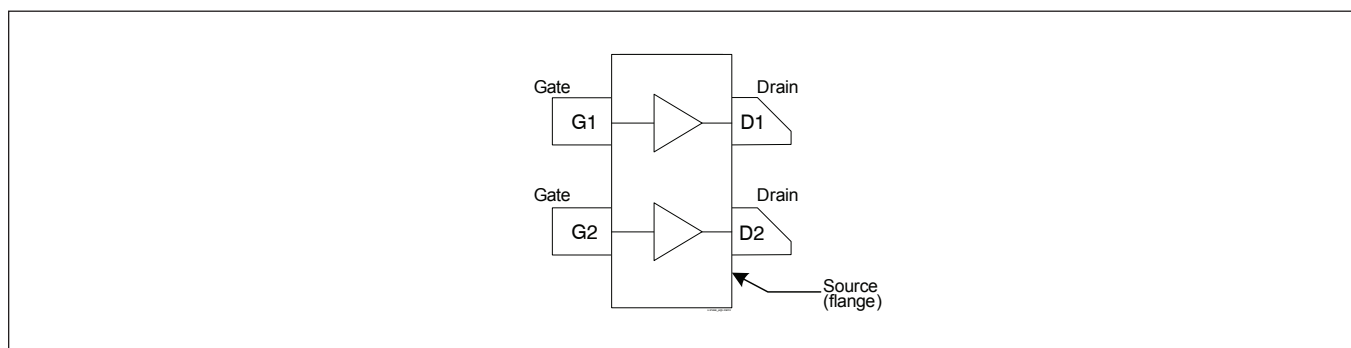 Gate
Drain
G1
D1
Gate
Drain
G2
D2
Source
(flange)